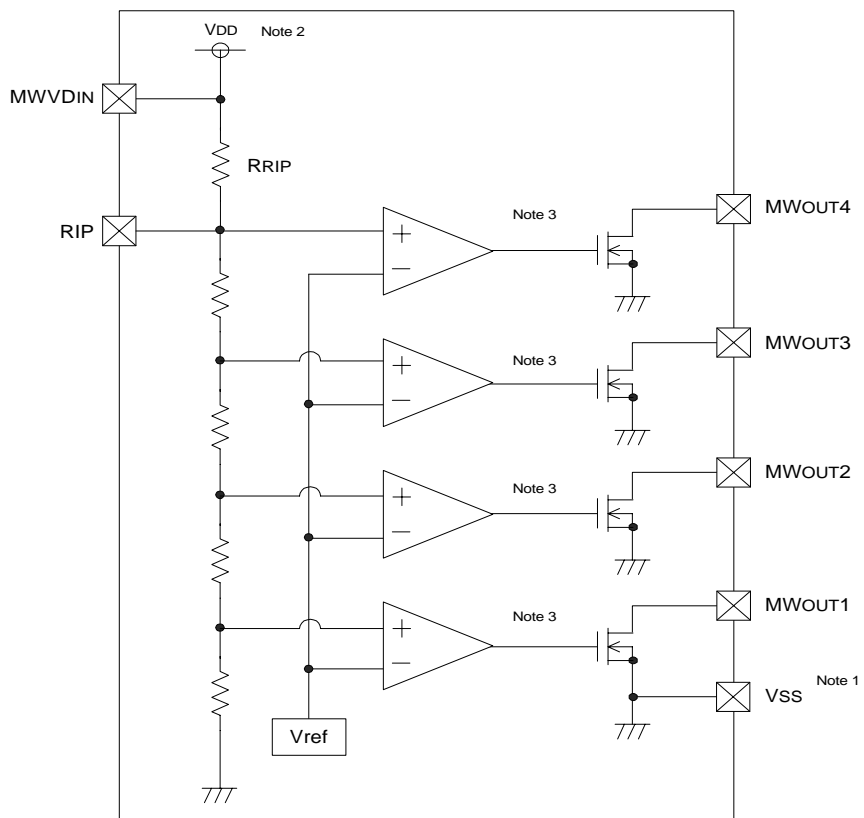 VDD Note 2
MWVDIN
RRIP
RIP
+
−
Note 3
MWOUT4
+
−
Note 3
MWOUT3
+
−
Note 3
MWOUT2
+
−
Note 3
MWOUT1
VSS Note 1
Vref